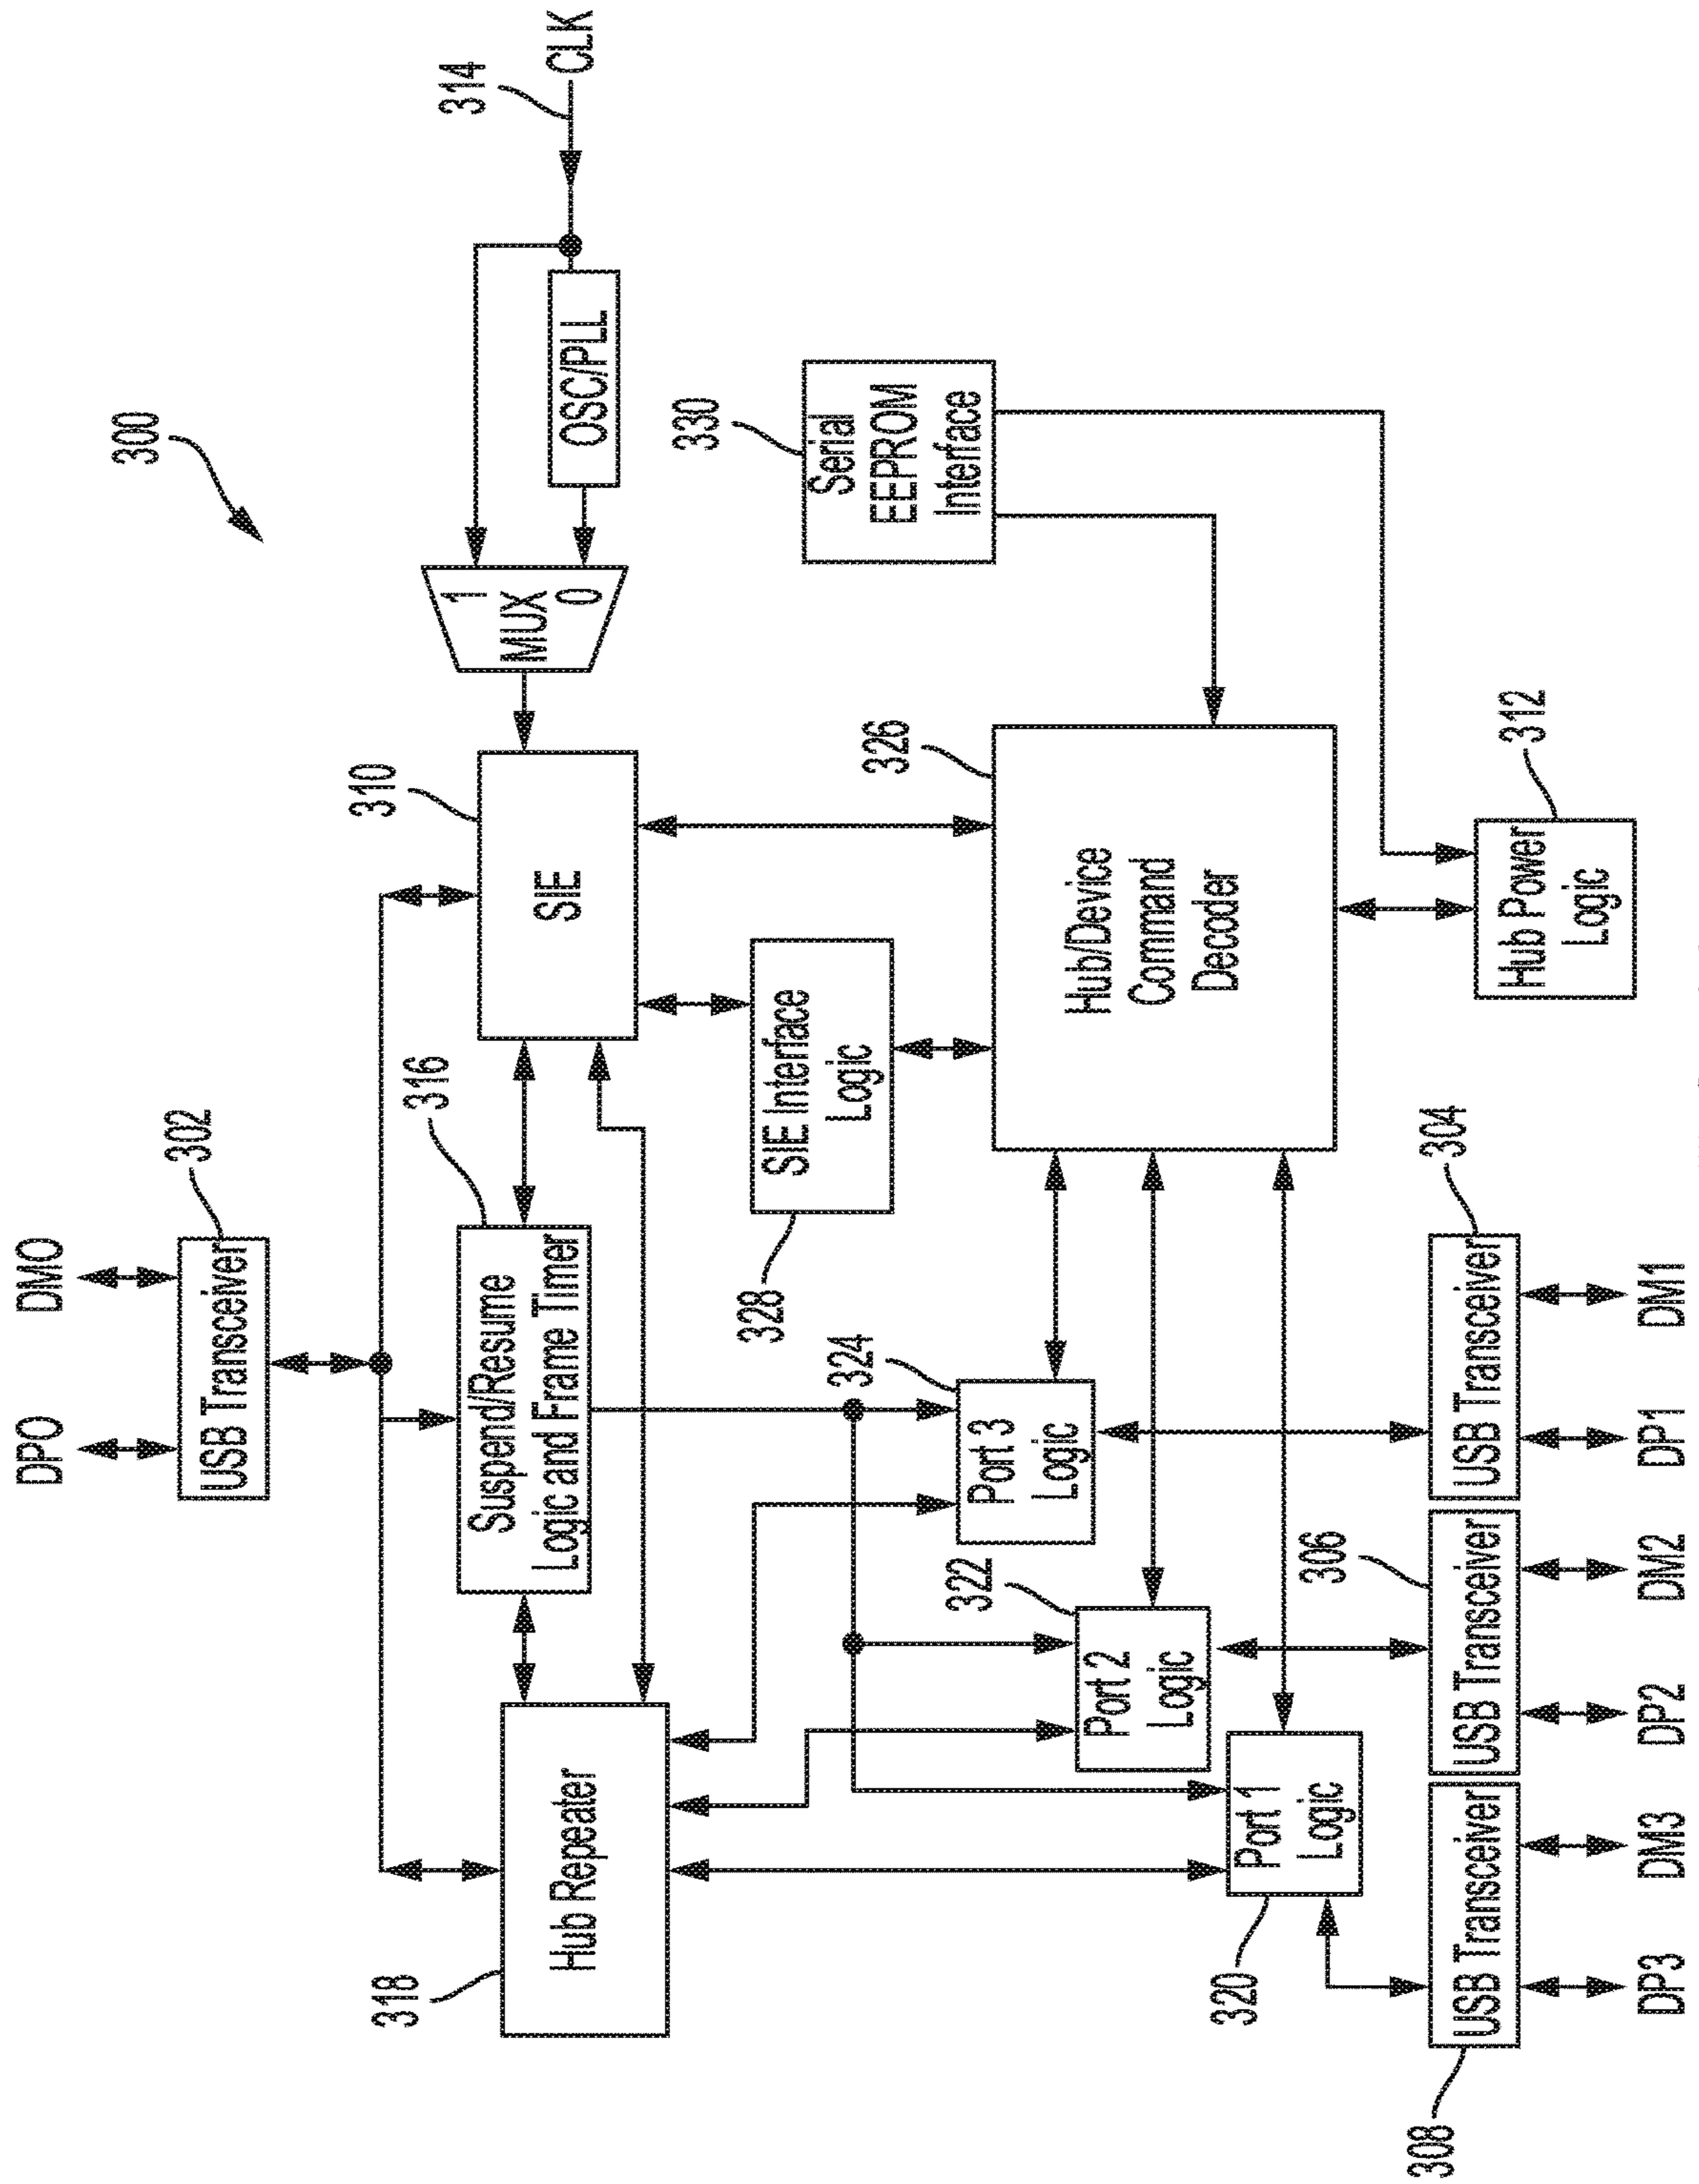 DPO
DMO
300
302
USB Transceiver
318
316
310
314
Hub Repeater
Suspend/Resume
Logic and Frame Timer
SIE
1
MUX
0
OSC/PLL
CLK
328
SIE Interface
Logic
330
Serial
EEPROM
Interface
324
Port 3
Logic
326
Hub/Device
Command
Decoder
322
Port 2
Logic
320
Port 1
Logic
308
306
304
312
USB Transceiver
USB Transceiver
USB Transceiver
Hub Power
Logic
DP3
DM3
DP2
DM2
DP1
DM1